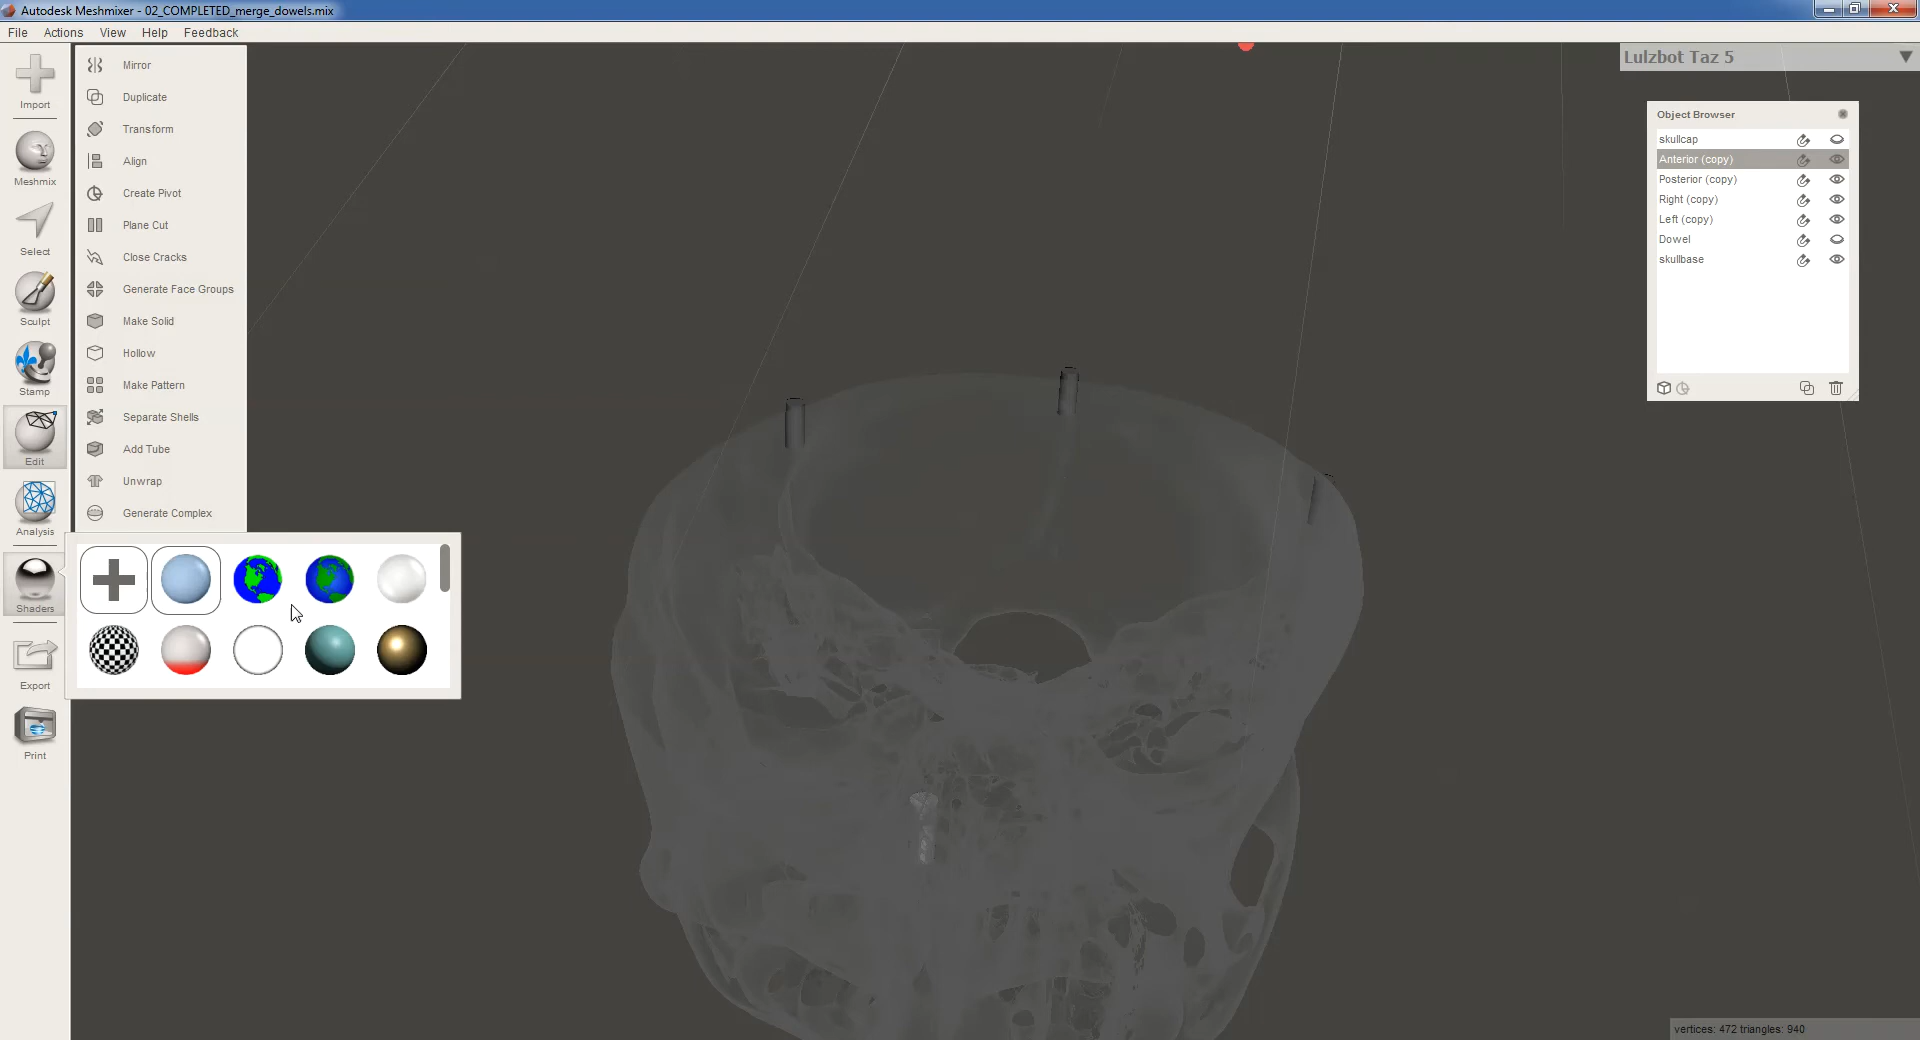 Autodesk Meshmixer - 02_COMPLETED_merge_dowels.mix
File Actions View Help Feedback
Import
Meshmix
Select
Sculpt
Stamp
Edit
Analysis
Shaders
Export
Print
Mirror
Duplicate
Transform
Align
Create Pivot
Plane Cut
Close Cracks
Generate Face Groups
Make Solid
Hollow
Make Pattern
Separate Shells
Add Tube
Unwrap
Generate Complex
Lulzbot Taz 5
Object Browser
skullcap
Anterior (copy)
Posterior (copy)
Right (copy)
Left (copy)
Dowel
skullbase
vertices: 472 triangles: 940